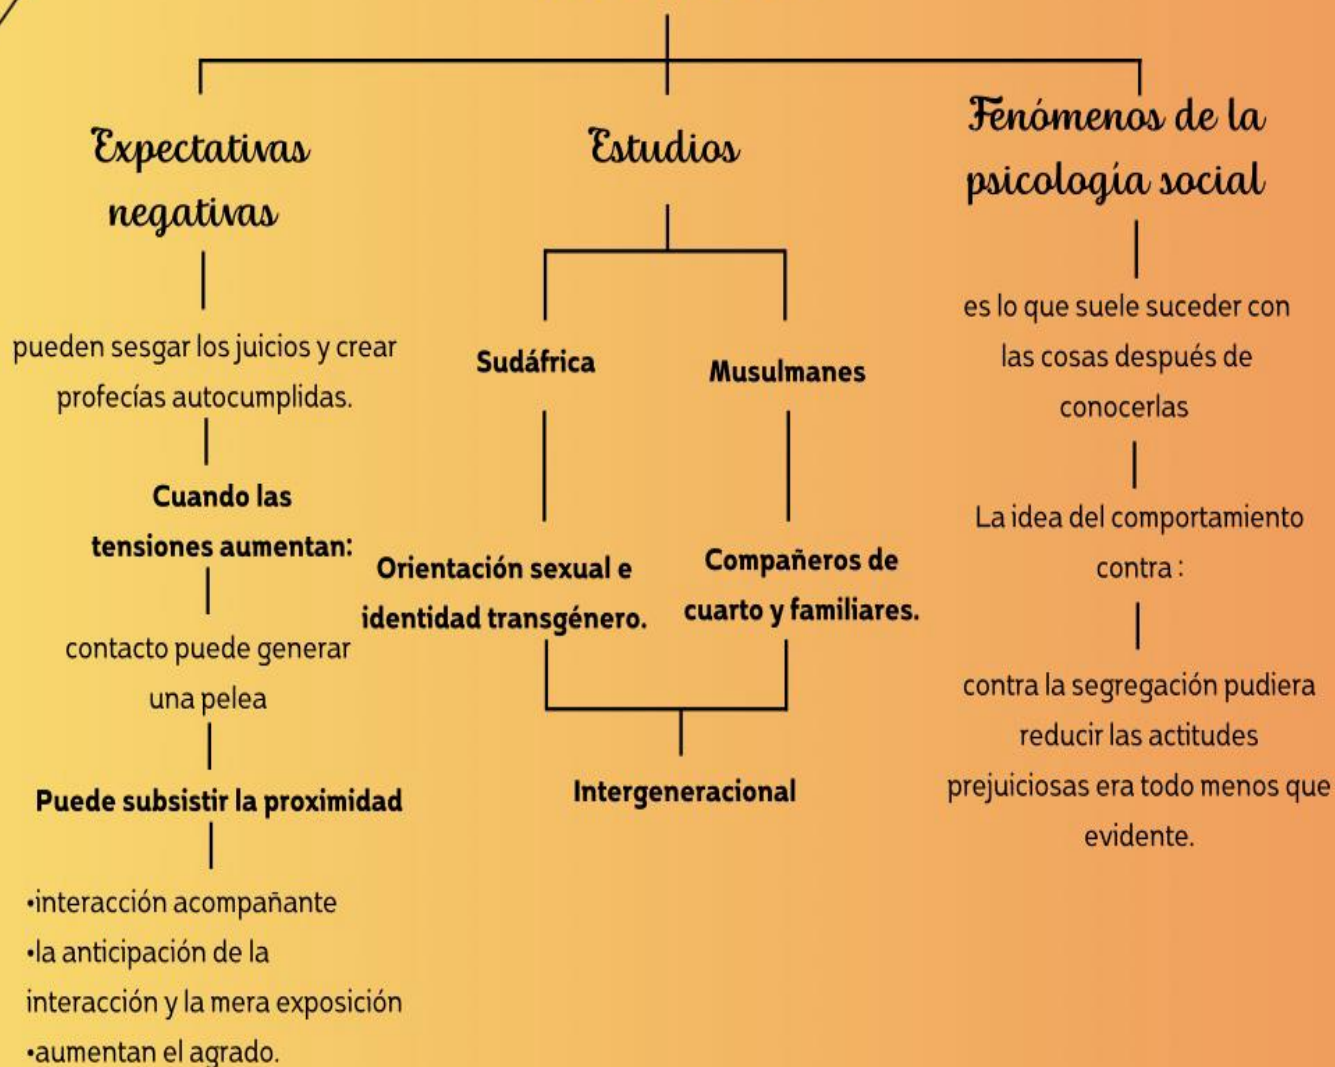 Expectativas
negativas
pueden sesgar los juicios y crear
profecías autocumplidas.
Cuando las
tensiones aumentan:
contacto puede generar
una pelea
Puede subsistir la proximidad
•interacción acompañante
•la anticipación de la
interacción y la mera exposición
•aumentan el agrado.
Estudios
Sudáfrica
Orientación sexual e
identidad transgénero.
Musulmanes
Compañeros de
cuarto y familiares.
Intergeneracional
Fenómenos de la
psicología social
es lo que suele suceder con
las cosas después de
conocerlas
La idea del comportamiento
contra :
contra la segregación pudiera
reducir las actitudes
prejuiciosas era todo menos que
evidente.